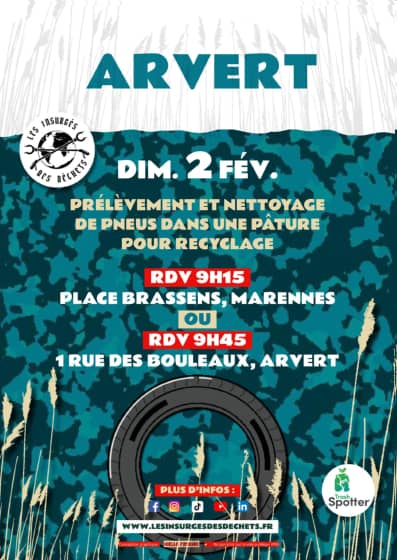 ARVERT
LES INSURGÉS
DES DÉCHETS
DIM. 2 FÉV.
PRÉLÈVEMENT ET NETTOYAGE
DE PNEUS DANS UNE PÂTURE
POUR RECYCLAGE
RDV 9H15
PLACE BRASSENS, MARENNES
OU
RDV 9H45
1 RUE DES BOULEAUX, ARVERT
PLUS D'INFOS :
WWW.LESINSURGESDESDECHETS.FR
Trash
Spotter